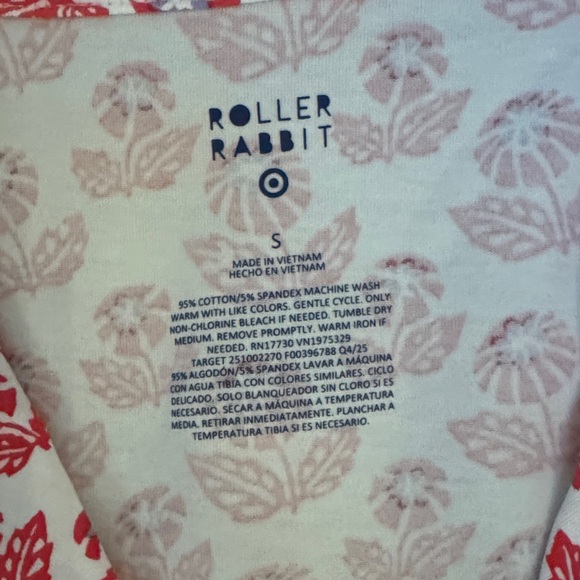 ROLLER
RABBIT
S
MADE IN VIETNAM
HECHO EN VIETNAM
95% COTTON/5% SPANDEX MACHINE WASH
WARM WITH LIKE COLORS. GENTLE CYCLE. ONLY
NON-CHLORINE BLEACH IF NEEDED. TUMBLE DRY
MEDIUM. REMOVE PROMPTLY. WARM IRON IF
NEEDED. RN17730 VN1975329
TARGET 251002270 F00396788 Q4/25
95% ALGODÓN/5% SPANDEX LAVAR A MÁQUINA
CON AGUA TIBIA CON COLORES SIMILARES. CICLO
DELICADO. SOLO BLANQUEADOR SIN CLORO SI ES
NECESARIO. SECAR A MÁQUINA A TEMPERATURA
MEDIA. RETIRAR INMEDIATAMENTE. PLANCHAR A
TEMPERATURA TIBIA SI ES NECESARIO.